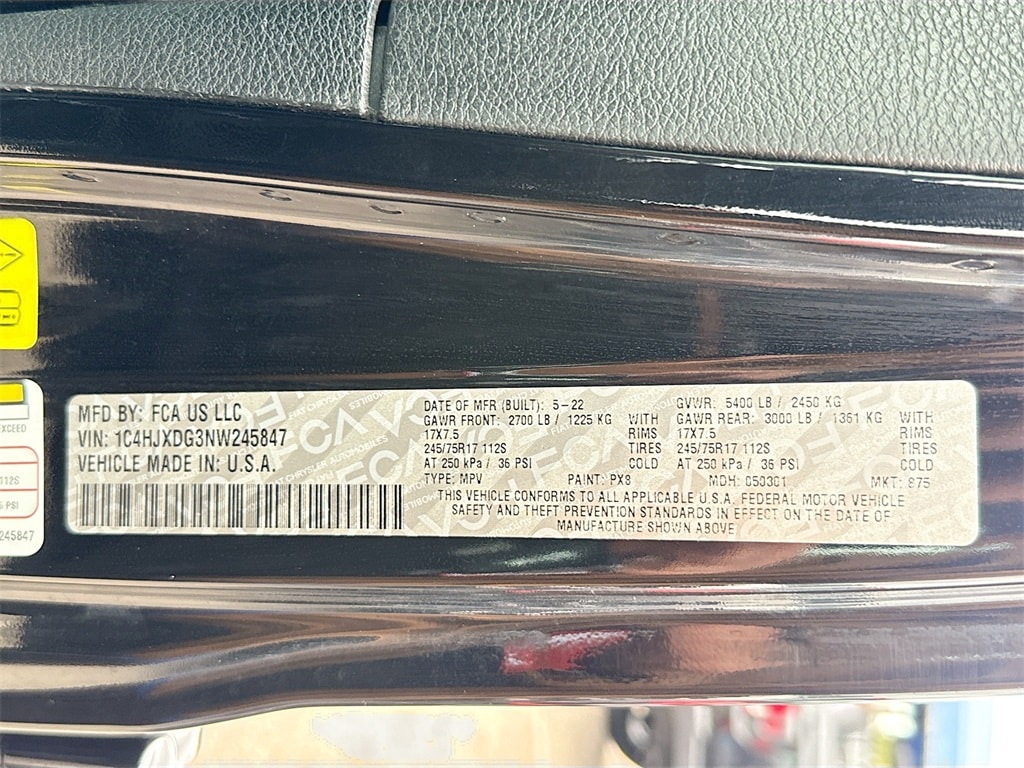 MFD BY: FCA US LLC
VIN: 1C4HJXDG3NW245847
VEHICLE MADE IN: U.S.A.
DATE OF MFR (BUILT): 5-22 GVWR: 5400 LB / 2450 KG
GAWR FRONT: 2700 LB / 1225 KG WITH GAWR REAR: 3000 LB / 1361 KG WITH
17X7.5 RIMS 17X7.5 RIMS
245/75R17 112S TIRES 245/75R17 112S TIRES
AT 250 kPa / 36 PSI COLD AT 250 kPa / 36 PSI COLD
TYPE: MPV PAINT: PX8 MDH: 050301 MKT: 875
THIS VEHICLE CONFORMS TO ALL APPLICABLE U.S.A. FEDERAL MOTOR VEHICLE
SAFETY AND THEFT PREVENTION STANDARDS IN EFFECT ON THE DATE OF
MANUFACTURE SHOWN ABOVE
EXCEED
112S
PSI
245847